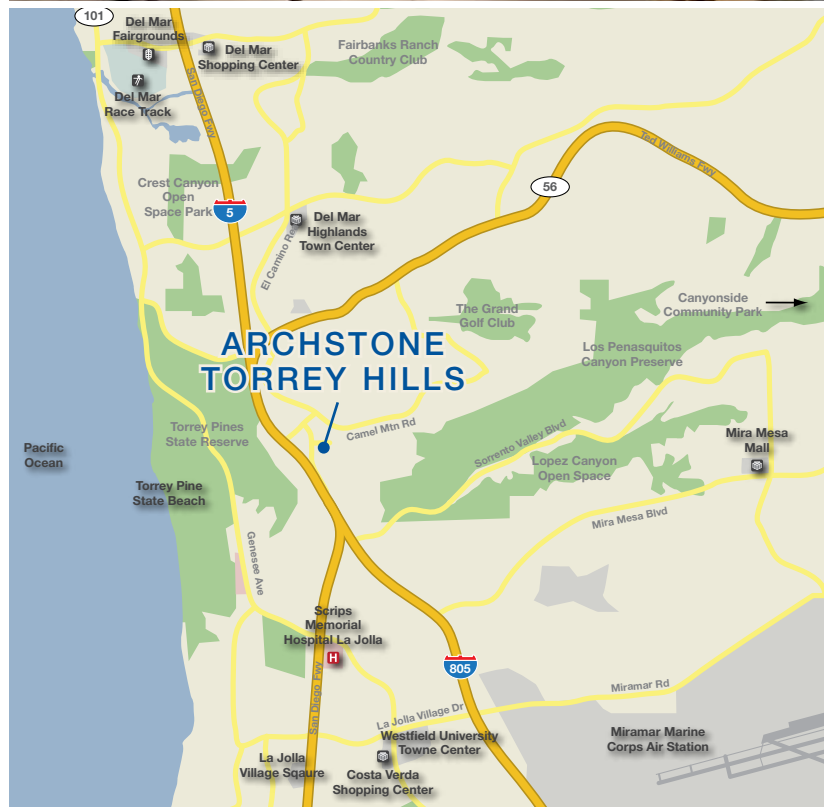 101
Del Mar
Fairgrounds
Del Mar
Shopping Center
Fairbanks Ranch
Country Club
Del Mar
Race Track
San Diego Fwy
Ted Williams Fwy
56
Crest Canyon
Open
Space Park
5
Del Mar
Highlands
Town Center
El Camino Re
The Grand
Golf Club
Canyonside
Community Park
ARCHSTONE
TORREY HILLS
Los Penasquitos
Canyon Preserve
Torrey Pines
State Reserve
Camel Mtn Rd
Sorrento Valley Blvd
Mira Mesa
Mall
Pacific
Ocean
Lopez Canyon
Open Space
Torrey Pine
State Beach
Mira Mesa Blvd
Genesee Ave
Scrips
Memorial
Hospital La Jolla
H
805
San Diego Fwy
Miramar Rd
La Jolla Village Dr
Westfield University
Towne Center
Miramar Marine
Corps Air Station
La Jolla
Village Sqaure
Costa Verda
Shopping Center